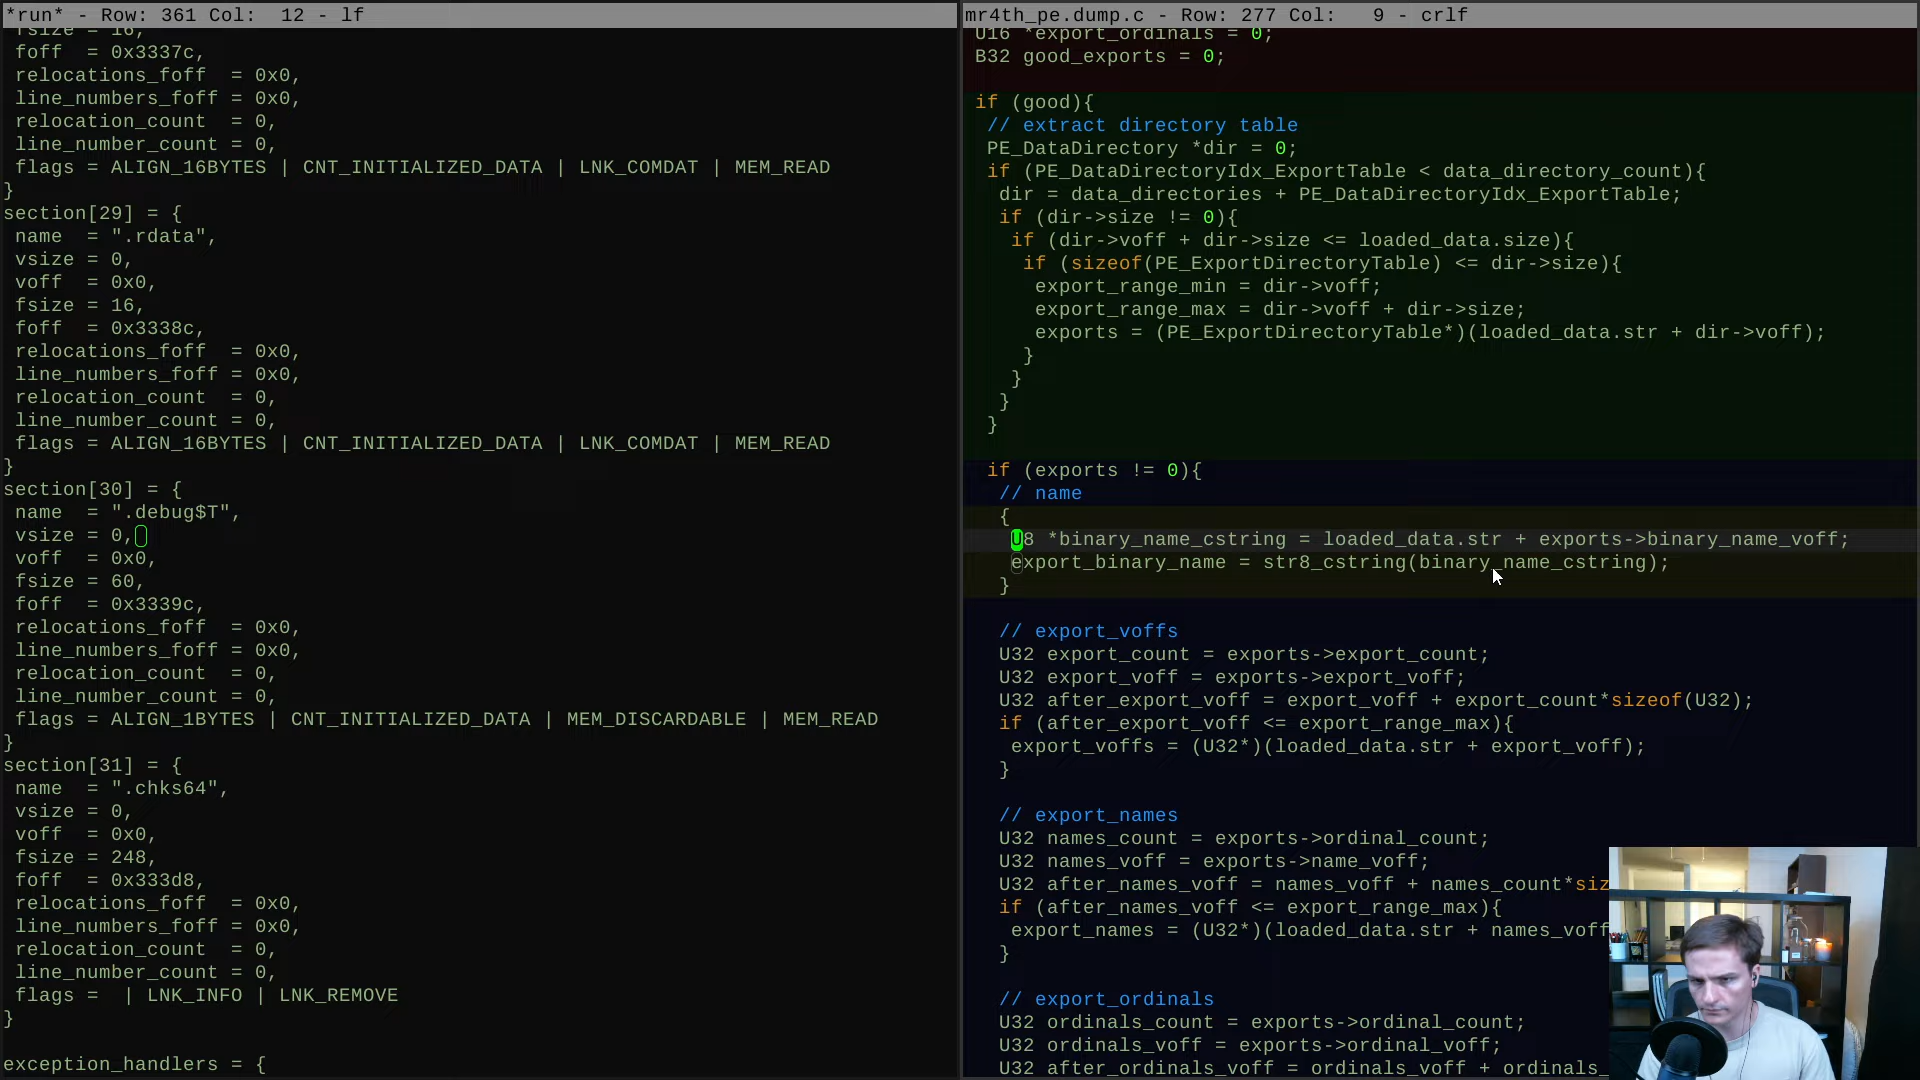 *run* - Row: 361 Col:  12 - lf
fsize = 16,
foff  = 0x3337c,
relocations_foff  = 0x0,
line_numbers_foff = 0x0,
relocation_count  = 0,
line_number_count = 0,
flags = ALIGN_16BYTES | CNT_INITIALIZED_DATA | LNK_COMDAT | MEM_READ
}
section[29] = {
name  = ".rdata",
vsize = 0,
voff  = 0x0,
fsize = 16,
foff  = 0x3338c,
relocations_foff  = 0x0,
line_numbers_foff = 0x0,
relocation_count  = 0,
line_number_count = 0,
flags = ALIGN_16BYTES | CNT_INITIALIZED_DATA | LNK_COMDAT | MEM_READ
}
section[30] = {
name  = ".debug$T",
vsize = 0,
voff  = 0x0,
fsize = 60,
foff  = 0x3339c,
relocations_foff  = 0x0,
line_numbers_foff = 0x0,
relocation_count  = 0,
line_number_count = 0,
flags = ALIGN_1BYTES | CNT_INITIALIZED_DATA | MEM_DISCARDABLE | MEM_READ
}
section[31] = {
name  = ".chks64",
vsize = 0,
voff  = 0x0,
fsize = 248,
foff  = 0x333d8,
relocations_foff  = 0x0,
line_numbers_foff = 0x0,
relocation_count  = 0,
line_number_count = 0,
flags =  | LNK_INFO | LNK_REMOVE
}
exception_handlers = {
mr4th_pe.dump.c - Row: 277 Col:   9 - crlf
U16 *export_ordinals = 0;
B32 good_exports = 0;
if (good){
// extract directory table
PE_DataDirectory *dir = 0;
if (PE_DataDirectoryIdx_ExportTable < data_directory_count){
dir = data_directories + PE_DataDirectoryIdx_ExportTable;
if (dir->size != 0){
if (dir->voff + dir->size <= loaded_data.size){
if (sizeof(PE_ExportDirectoryTable) <= dir->size){
export_range_min = dir->voff;
export_range_max = dir->voff + dir->size;
exports = (PE_ExportDirectoryTable*)(loaded_data.str + dir->voff);
}
}
}
}
if (exports != 0){
// name
{
U8 *binary_name_cstring = loaded_data.str + exports->binary_name_voff;
export_binary_name = str8_cstring(binary_name_cstring);
}
// export_voffs
U32 export_count = exports->export_count;
U32 export_voff = exports->export_voff;
U32 after_export_voff = export_voff + export_count*sizeof(U32);
if (after_export_voff <= export_range_max){
export_voffs = (U32*)(loaded_data.str + export_voff);
}
// export_names
U32 names_count = exports->ordinal_count;
U32 names_voff = exports->name_voff;
U32 after_names_voff = names_voff + names_count*siz
if (after_names_voff <= export_range_max){
export_names = (U32*)(loaded_data.str + names_voff
}
// export_ordinals
U32 ordinals_count = exports->ordinal_count;
U32 ordinals_voff = exports->ordinal_voff;
U32 after_ordinals_voff = ordinals_voff + ordinals_